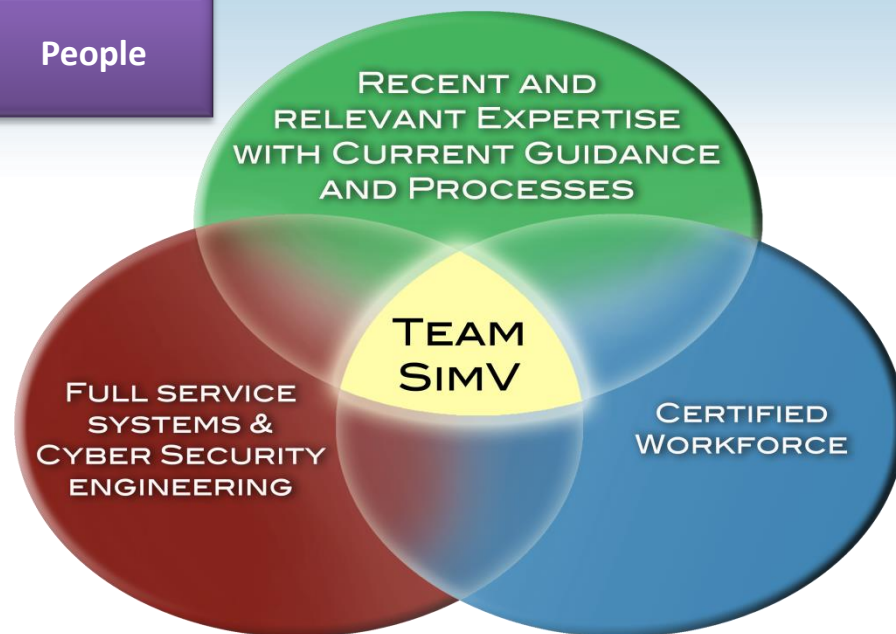 People
Recent and
relevant Expertise
with Current Guidance
and Processes
Team
SimV
Full service
systems &
Cyber Security
engineering
Certified
Workforce